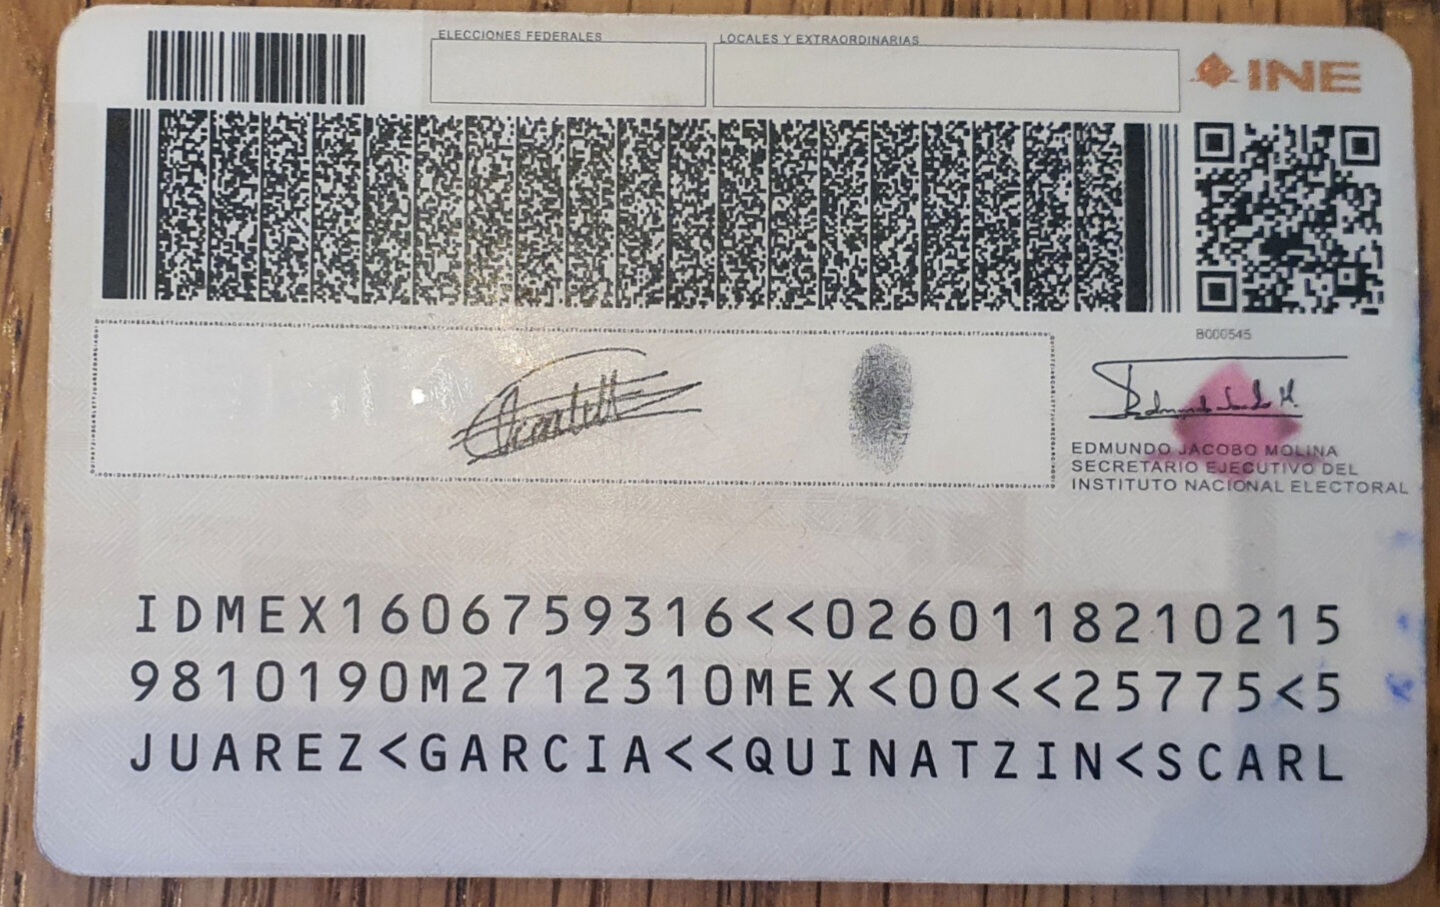 ELECCIONES FEDERALES
LOCALES Y EXTRAORDINARIAS
INE
EDMUNDO JACOBO MOLINA
SECRETARIO EJECUTIVO DEL
INSTITUTO NACIONAL ELECTORAL
IDMEX1606759316<<0260118210215
9810190M2712310MEX<00<<25775<5
JUAREZ<GARCIA<<QUINATZIN<SCARL